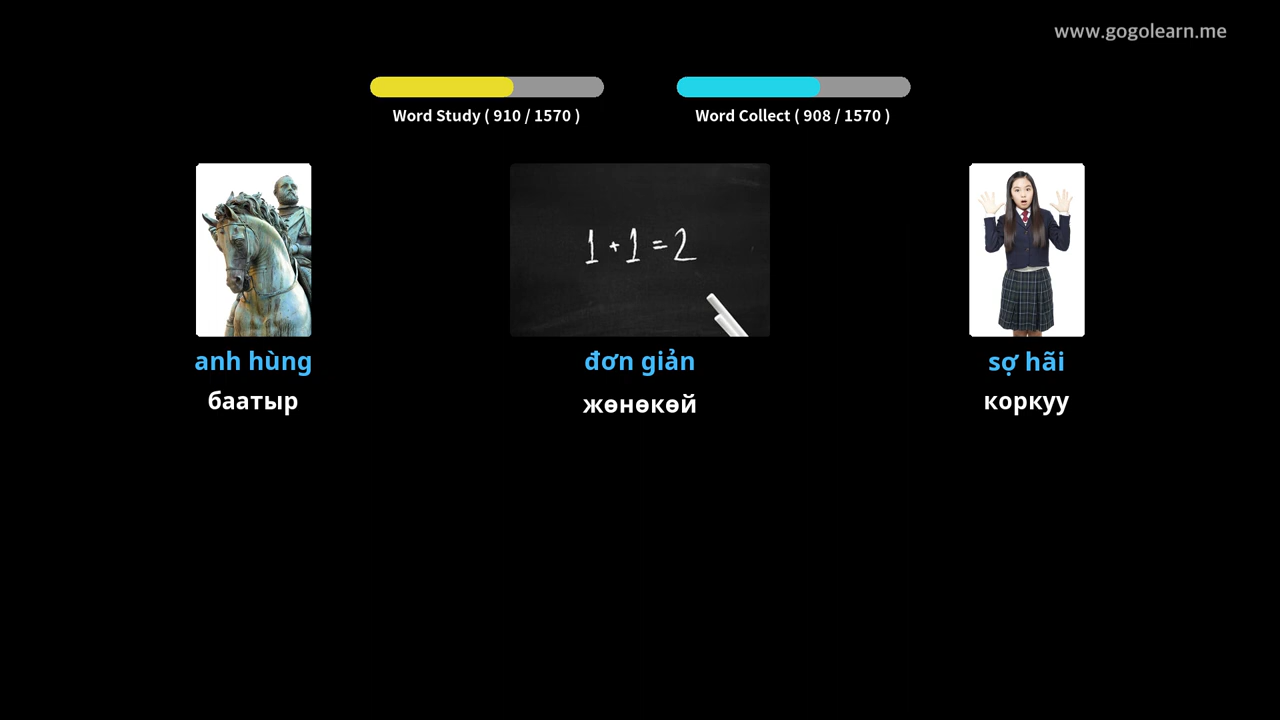 www.gogolearn.me
Word Study ( 910 / 1570 )
Word Collect ( 908 / 1570 )
1 + 1 = 2
anh hùng
đơn giản
sợ hãi
баатыр
жөнөкөй
коркуу